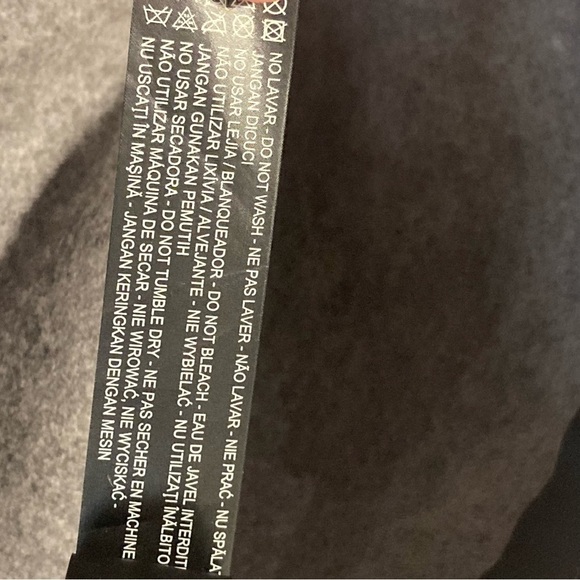 NO LAVAR - DO NOT WASH - NE PAS LAVER - NÃO LAVAR - NIE PRAĆ - NU SPĂLA
JANGAN DICUCI
NO USAR LEJIA / BLANQUEADOR - DO NOT BLEACH - EAU DE JAVEL INTERDIT
NÃO UTILIZAR LIXÍVIA / ALVEJANTE - NIE WYBIELAĆ - NU UTILIZAȚI ÎNĂLBITO
JANGAN GUNAKAN PEMUTIH
NO USAR SECADORA - DO NOT TUMBLE DRY - NE PAS SECHER EN MACHINE
NÃO UTILIZAR MÁQUINA DE SECAR - NIE WIROWAĆ, NIE WYCISKAĆ -
NU USCAȚI ÎN MAȘINĂ - JANGAN KERINGKAN DENGAN MESIN